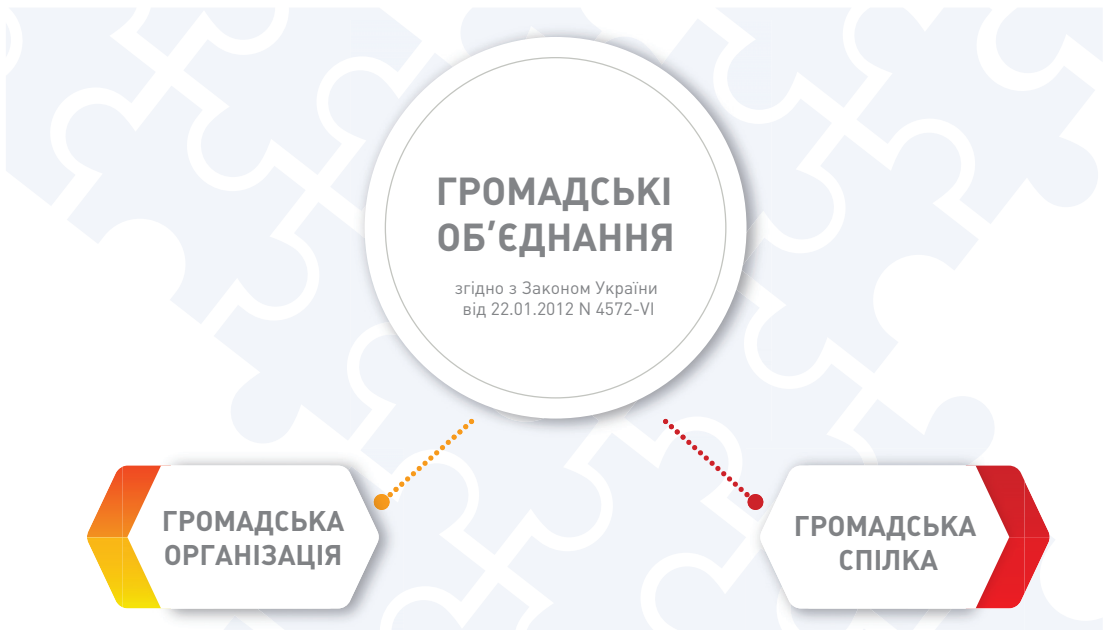 ГРОМАДСЬКІ
ОБ’ЄДНАННЯ
згідно з Законом України
від 22.01.2012 N 4572-VI
ГРОМАДСЬКА
ОРГАНІЗАЦІЯ
ГРОМАДСЬКА
СПІЛКА